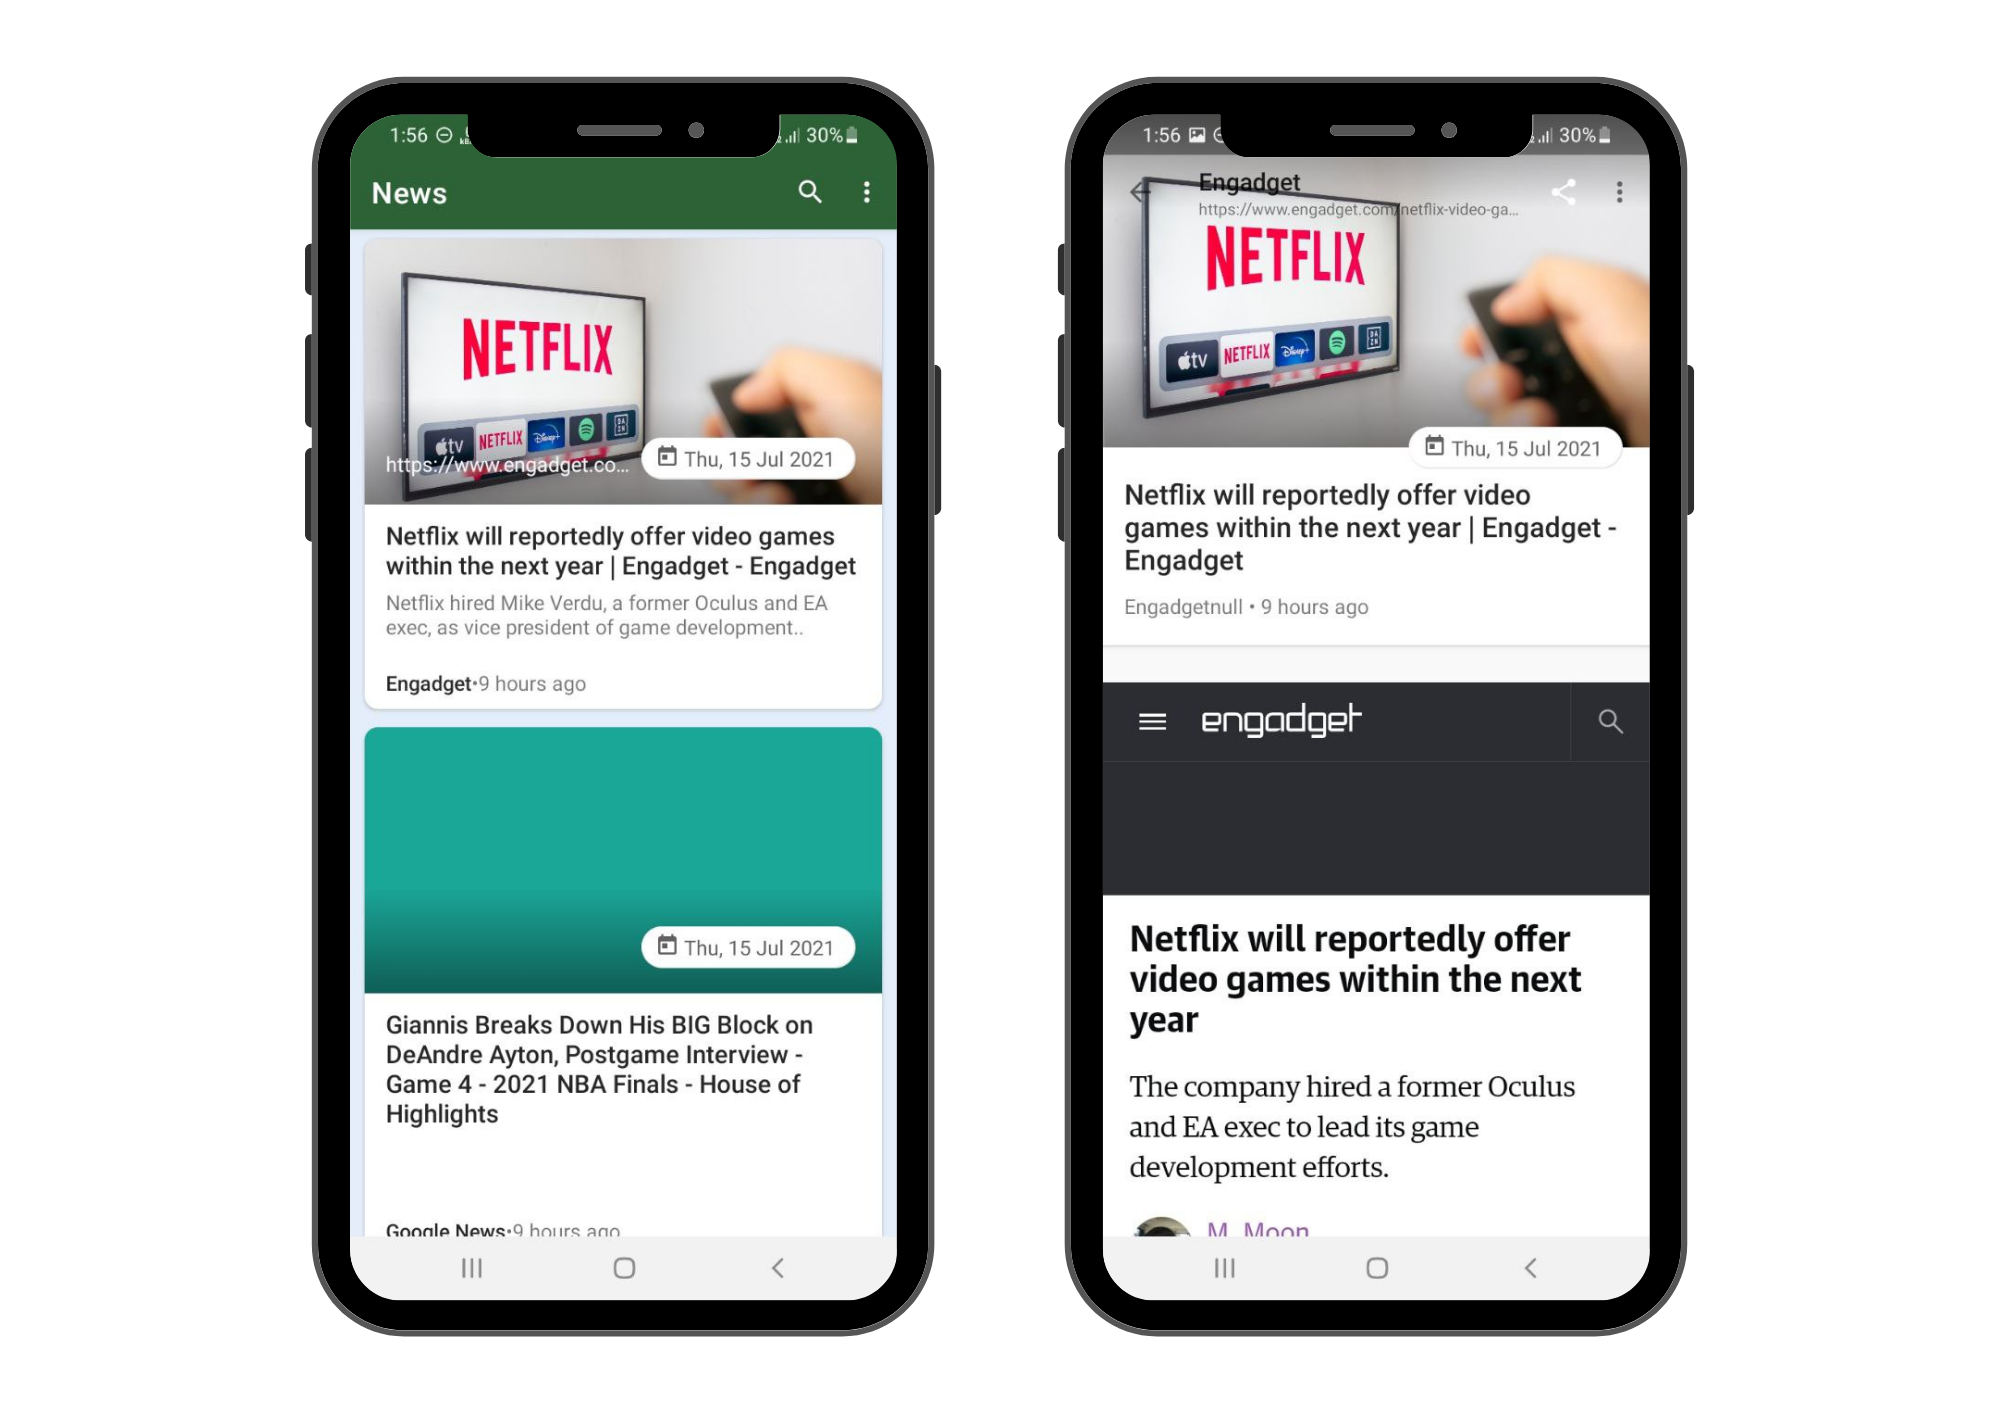 1:56
30%
News
NETFLIX
tv
NETFLIX
Disney+
DAZN
https://www.engadget.co...
Thu, 15 Jul 2021
Netflix will reportedly offer video games
within the next year | Engadget - Engadget
Netflix hired Mike Verdu, a former Oculus and EA
exec, as vice president of game development..
Engadget•9 hours ago
Thu, 15 Jul 2021
Giannis Breaks Down His BIG Block on
DeAndre Ayton, Postgame Interview -
Game 4 - 2021 NBA Finals - House of
Highlights
Google News•9 hours ago
1:56
30%
Engadget
https://www.engadget.com/netflix-video-ga...
NETFLIX
tv
NETFLIX
Disney+
DAZN
Thu, 15 Jul 2021
Netflix will reportedly offer video
games within the next year | Engadget -
Engadget
Engadgetnull • 9 hours ago
engadget
Netflix will reportedly offer
video games within the next
year
The company hired a former Oculus
and EA exec to lead its game
development efforts.
M. Moon